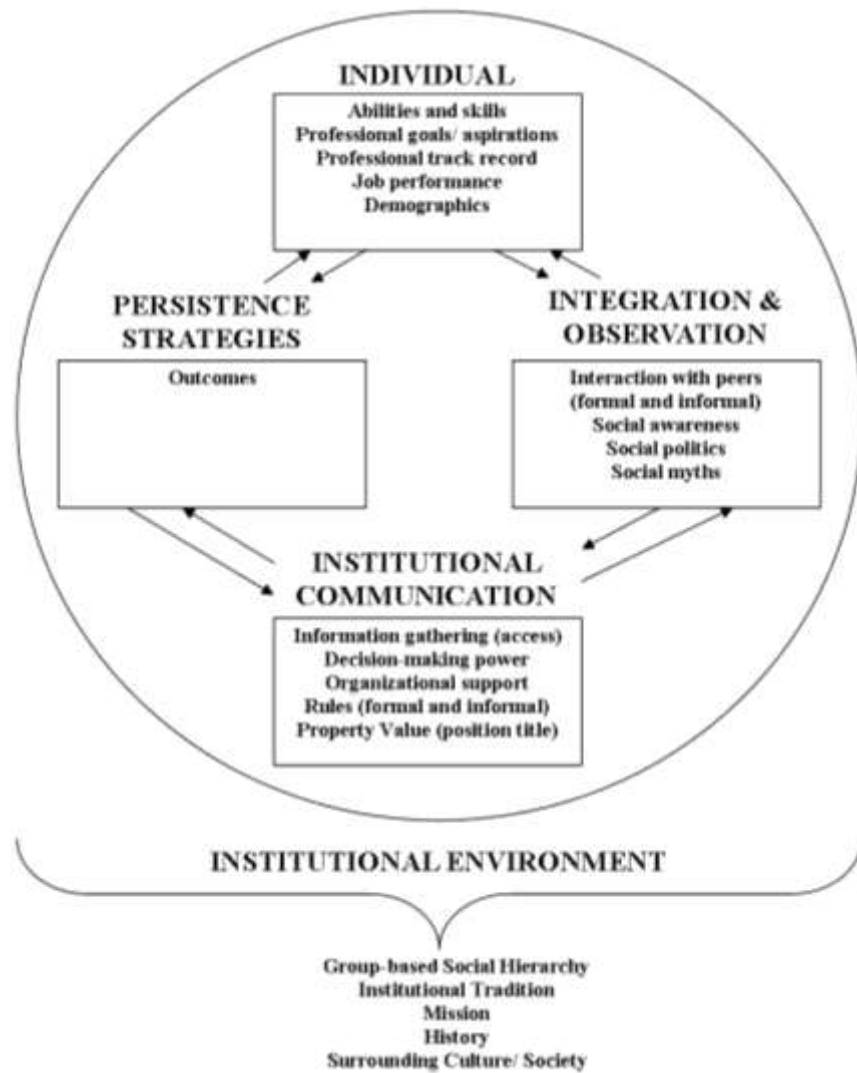 INDIVIDUAL
Abilities and skills
Professional goals/ aspirations
Professional track record
Job performance
Demographics
PERSISTENCE
STRATEGIES
Outcomes
INTEGRATION &
OBSERVATION
Interaction with peers
(formal and informal)
Social awareness
Social politics
Social myths
INSTITUTIONAL
COMMUNICATION
Information gathering (access)
Decision-making power
Organizational support
Rules (formal and informal)
Property Value (position title)
INSTITUTIONAL ENVIRONMENT
Group-based Social Hierarchy
Institutional Tradition
Mission
History
Surrounding Culture/ Society